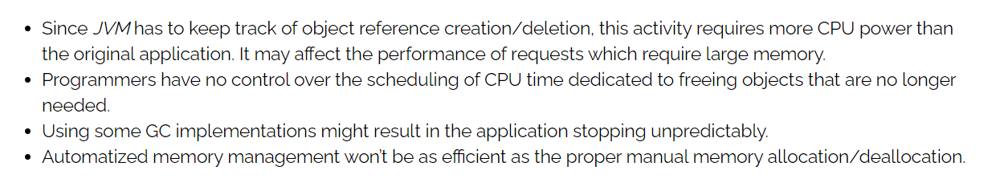 • Since JVM has to keep track of object reference creation/deletion, this activity requires more CPU power than
the original application. It may affect the performance of requests which require large memory.
• Programmers have no control over the scheduling of CPU time dedicated to freeing objects that are no longer
needed.
• Using some GC implementations might result in the application stopping unpredictably.
• Automatized memory management won't be as efficient as the proper manual memory allocation/deallocation.